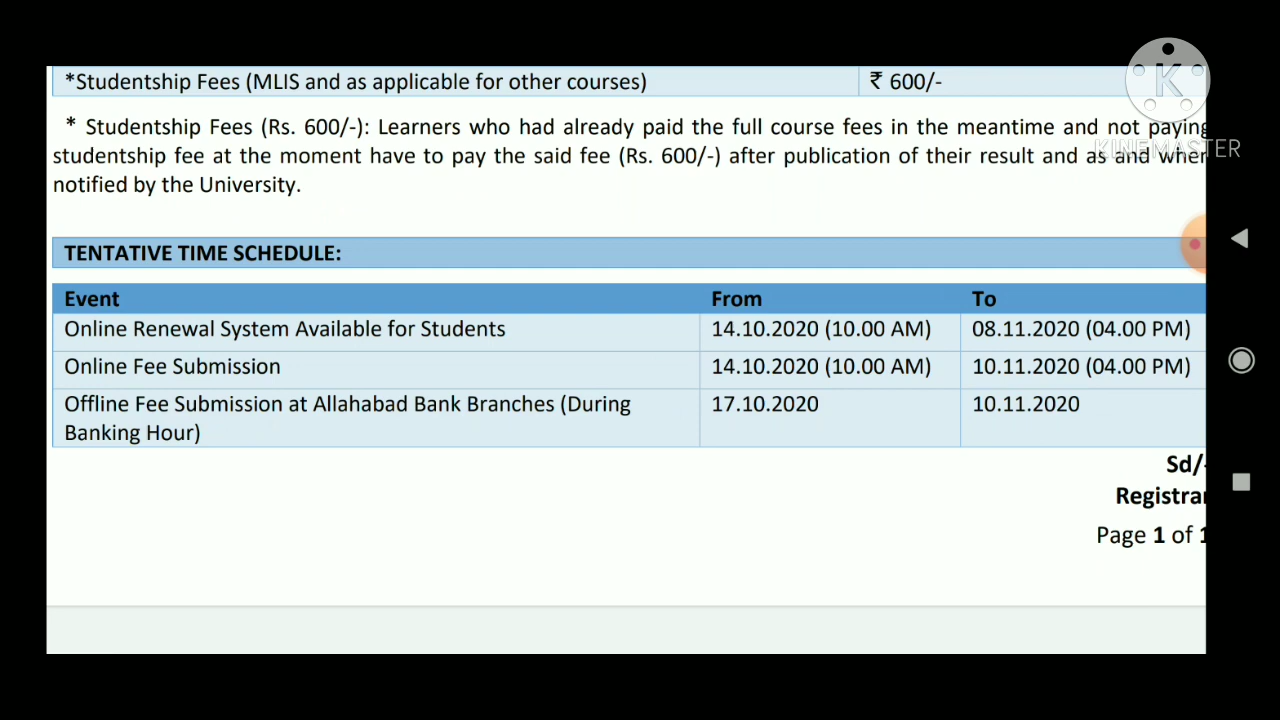 *Studentship Fees (MLIS and as applicable for other courses) ₹ 600/-
* Studentship Fees (Rs. 600/-): Learners who had already paid the full course fees in the meantime and not paying
studentship fee at the moment have to pay the said fee (Rs. 600/-) after publication of their result and as and when
notified by the University.
K
KINEMASTER
TENTATIVE TIME SCHEDULE:
Event From To
Online Renewal System Available for Students 14.10.2020 (10.00 AM) 08.11.2020 (04.00 PM)
Online Fee Submission 14.10.2020 (10.00 AM) 10.11.2020 (04.00 PM)
Offline Fee Submission at Allahabad Bank Branches (During 17.10.2020 10.11.2020
Banking Hour)
Sd/-
Registrar
Page 1 of 1